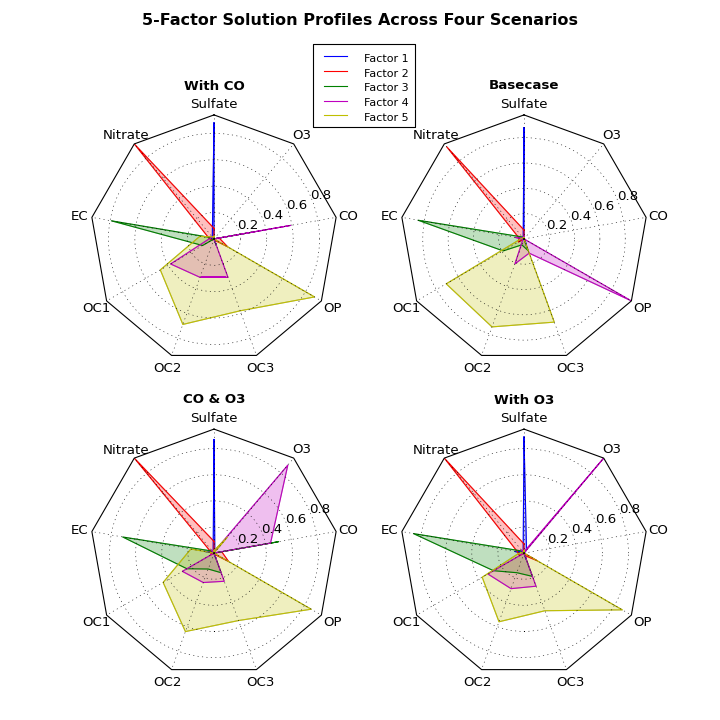 5-Factor Solution Profiles Across Four Scenarios
Factor 1
Factor 2
Factor 3
Factor 4
Factor 5
With CO
Sulfate
Nitrate
O3
EC
0.2
0.4
0.6
0.8
CO
OC1
OP
OC2
OC3
Basecase
Sulfate
Nitrate
O3
EC
0.2
0.4
0.6
0.8
CO
OC1
OP
OC2
OC3
CO & O3
Sulfate
Nitrate
O3
EC
0.2
0.4
0.6
0.8
CO
OC1
OP
OC2
OC3
With O3
Sulfate
Nitrate
O3
EC
0.2
0.4
0.6
0.8
CO
OC1
OP
OC2
OC3